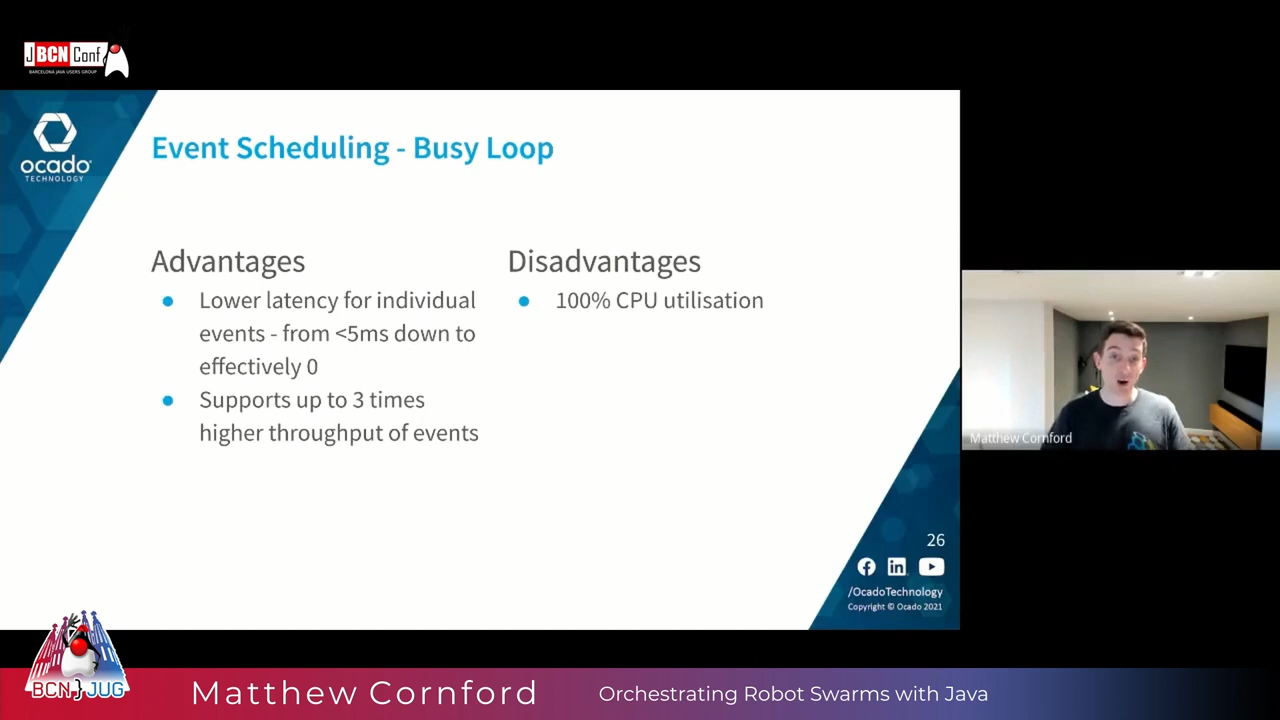 JBCNConf
BARCELONA JAVA USERS GROUP
ocado
TECHNOLOGY
Event Scheduling - Busy Loop
Advantages
Lower latency for individual
events - from <5ms down to
effectively 0
Supports up to 3 times
higher throughput of events
Disadvantages
100% CPU utilisation
26
/OcadoTechnology
Copyright © Ocado 2021
Matthew Cornford
BCN}JUG
Matthew Cornford
Orchestrating Robot Swarms with Java